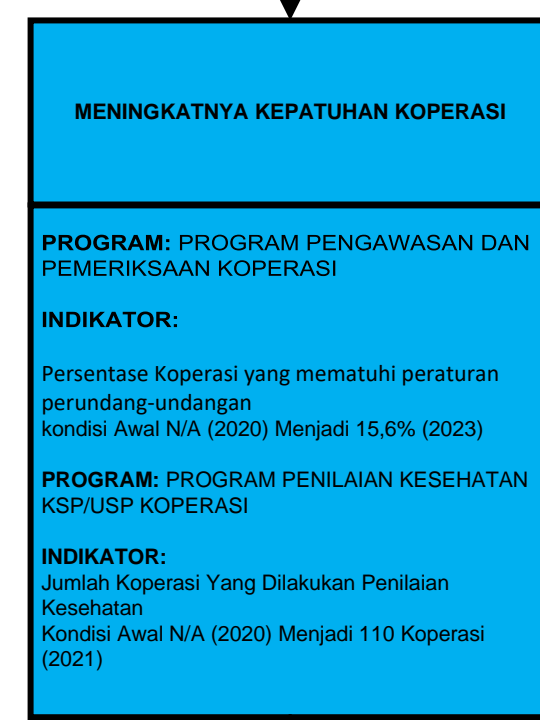 MENINGKATNYA KEPATUHAN KOPERASI
PROGRAM: PROGRAM PENGAWASAN DAN
PEMERIKSAAN KOPERASI
INDIKATOR:
Persentase Koperasi yang mematuhi peraturan
perundang-undangan
kondisi Awal N/A (2020) Menjadi 15,6% (2023)
PROGRAM: PROGRAM PENILAIAN KESEHATAN
KSP/USP KOPERASI
INDIKATOR:
Jumlah Koperasi Yang Dilakukan Penilaian
Kesehatan
Kondisi Awal N/A (2020) Menjadi 110 Koperasi
(2021)